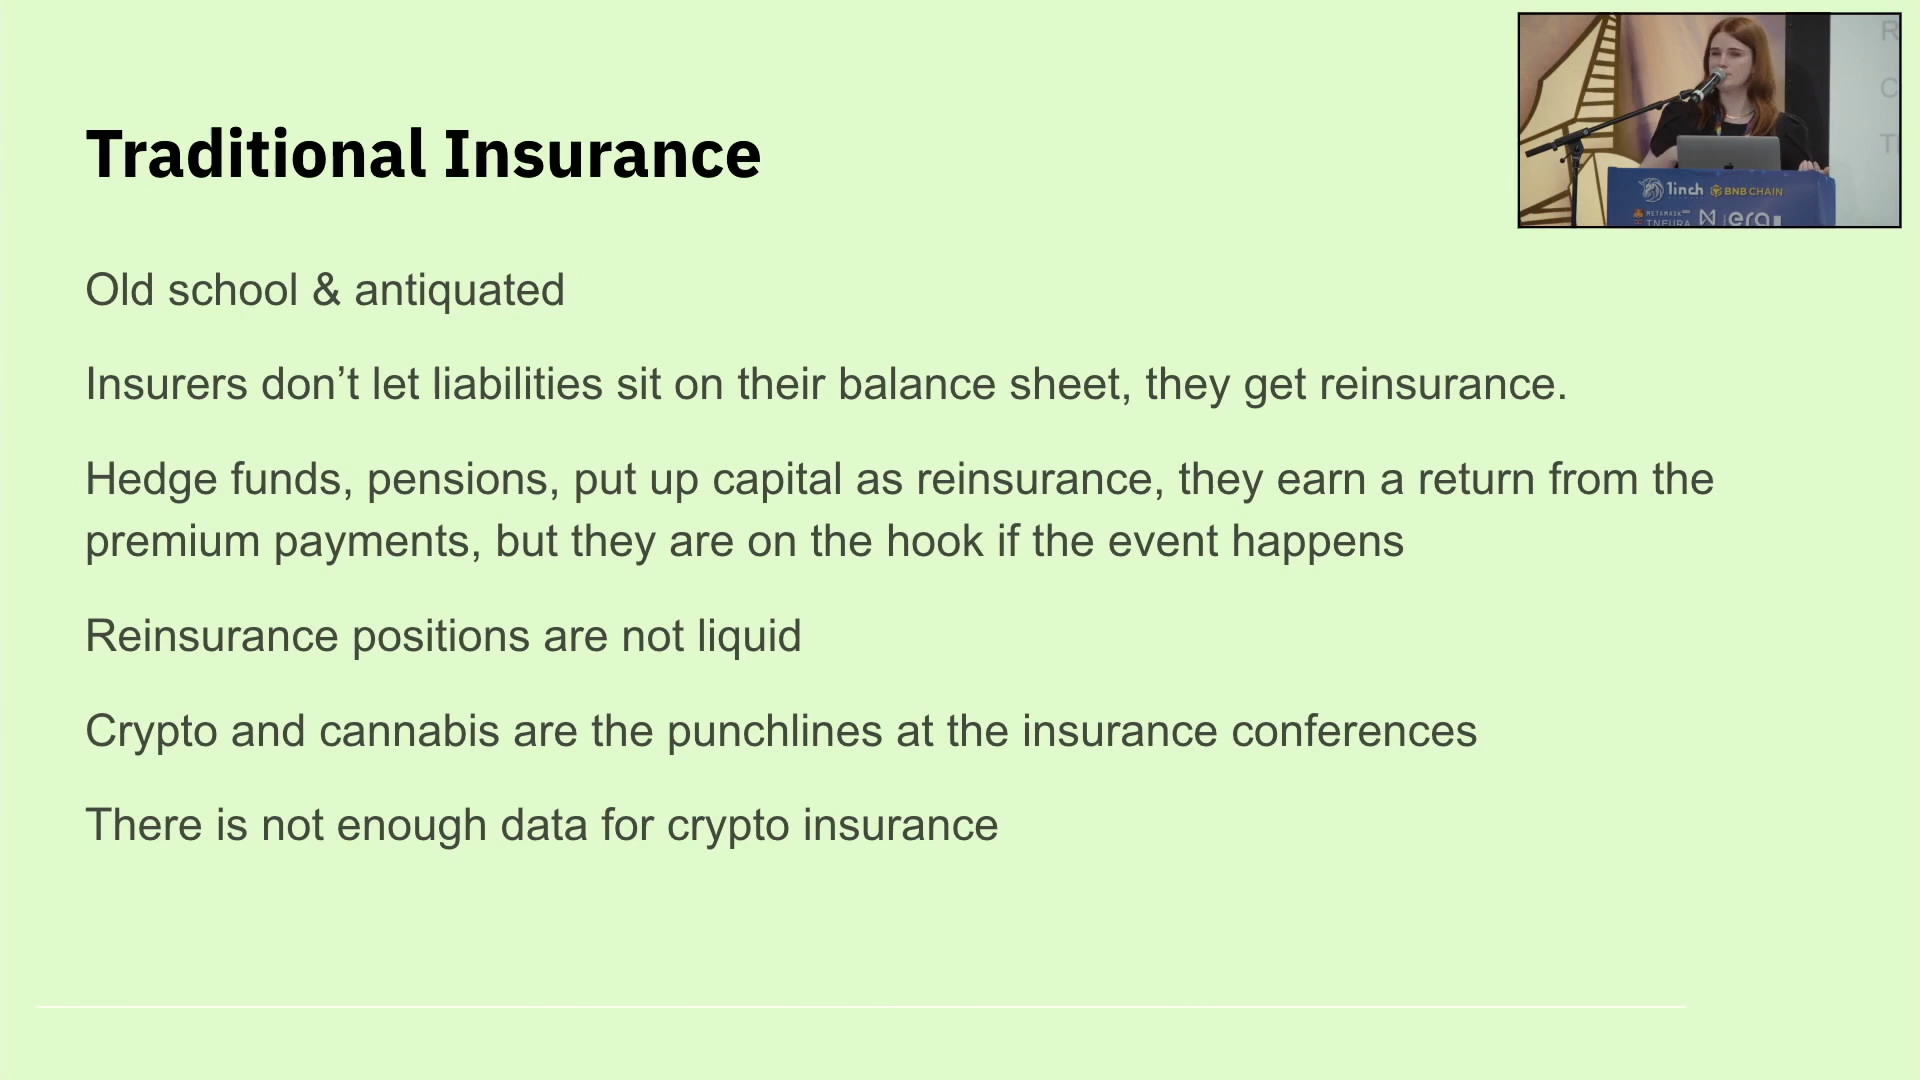 Traditional Insurance
Old school & antiquated
Insurers don’t let liabilities sit on their balance sheet, they get reinsurance.
Hedge funds, pensions, put up capital as reinsurance, they earn a return from the
premium payments, but they are on the hook if the event happens
Reinsurance positions are not liquid
Crypto and cannabis are the punchlines at the insurance conferences
There is not enough data for crypto insurance
R
C
T
1inch BNB CHAIN
METAMASK
INFURA era